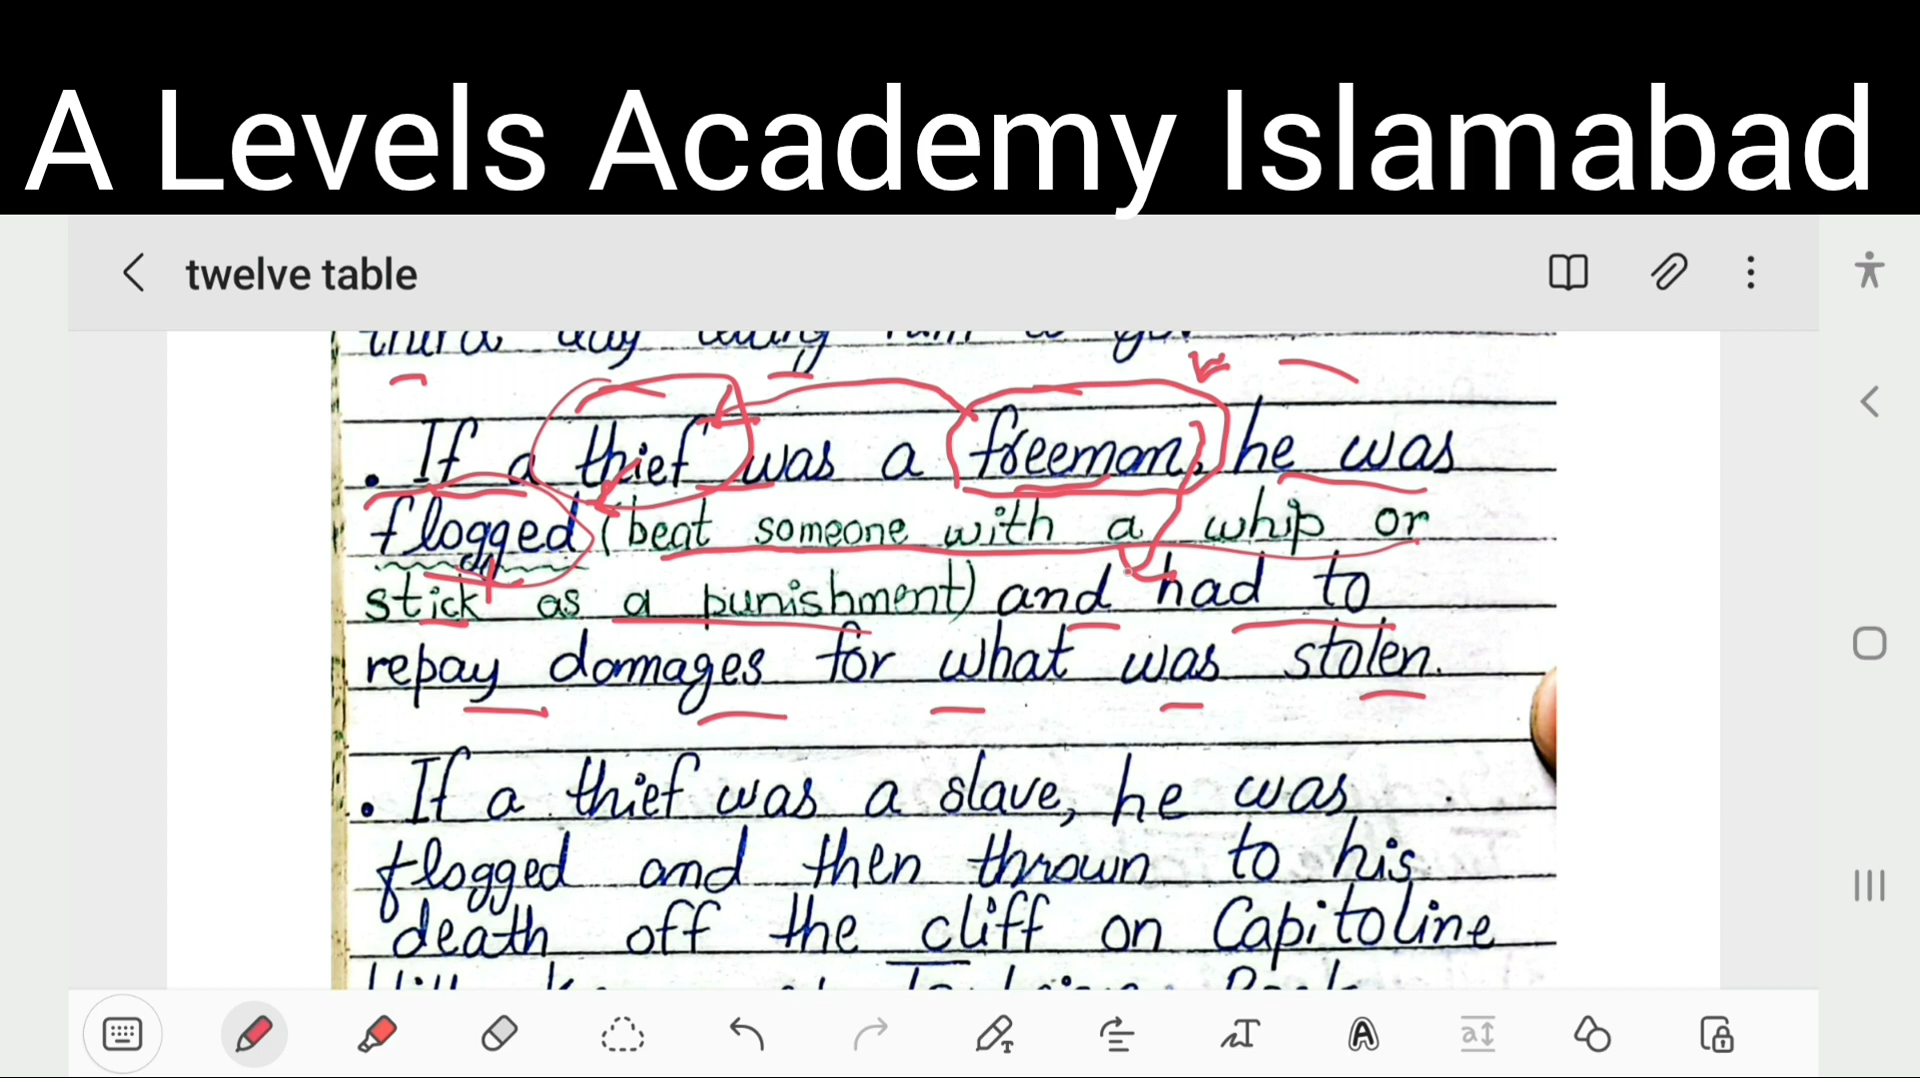 A Levels Academy Islamabad
twelve table
third day
. If a thief was a freeman, he was
flogged (beat someone with a whip or
stick as a punishment) and had to
repay damages for what was stolen.
. If a thief was a slave, he was
flogged and then thrown to his
death off the cliff on Capitoline